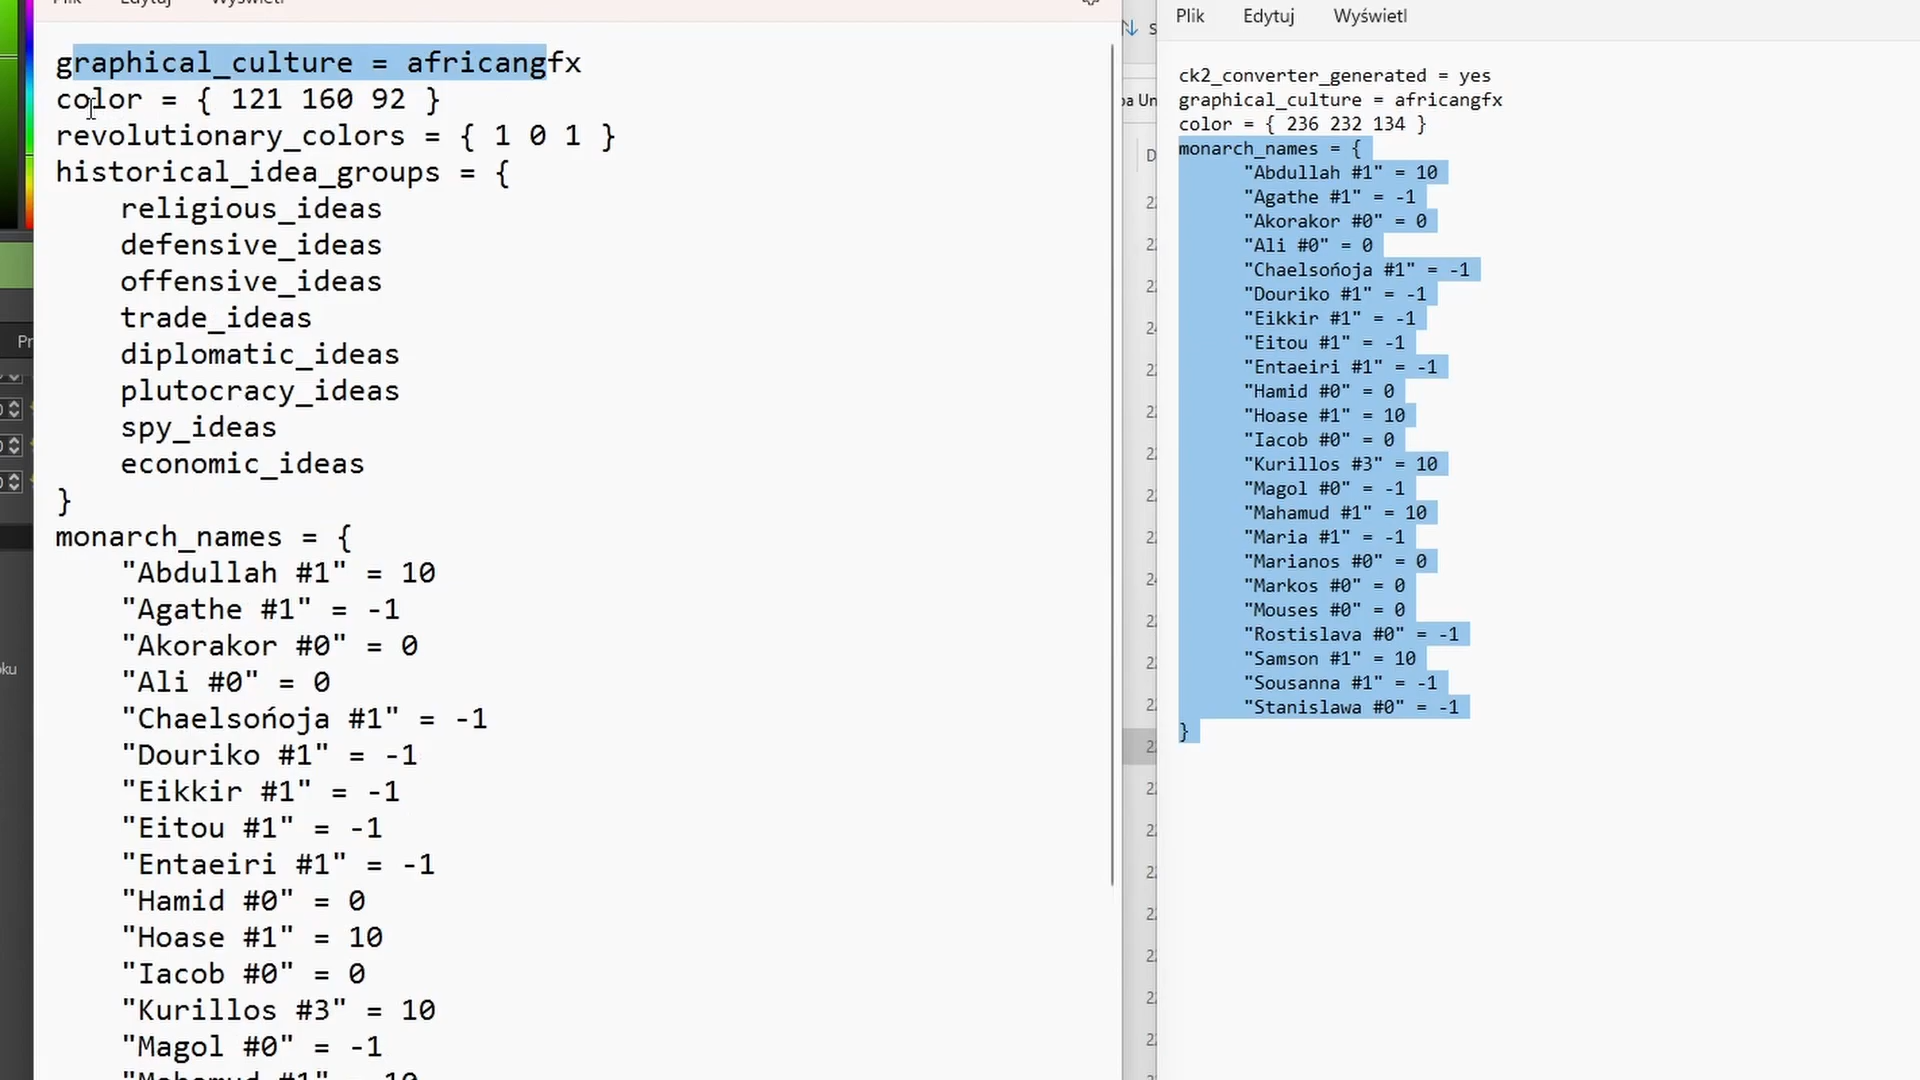 Plik Edytuj Wyświetl
graphical_culture = africangfx
color = { 121 160 92 }
revolutionary_colors = { 1 0 1 }
historical_idea_groups = {
religious_ideas
defensive_ideas
offensive_ideas
trade_ideas
diplomatic_ideas
plutocracy_ideas
spy_ideas
economic_ideas
}
monarch_names = {
"Abdullah #1" = 10
"Agathe #1" = -1
"Akorakor #0" = 0
"Ali #0" = 0
"Chaelsońoja #1" = -1
"Douriko #1" = -1
"Eikkir #1" = -1
"Eitou #1" = -1
"Entaeiri #1" = -1
"Hamid #0" = 0
"Hoase #1" = 10
"Iacob #0" = 0
"Kurillos #3" = 10
"Magol #0" = -1
"Mahamud #1" = 10
Plik Edytuj Wyświetl
ck2_converter_generated = yes
graphical_culture = africangfx
color = { 236 232 134 }
monarch_names = {
"Abdullah #1" = 10
"Agathe #1" = -1
"Akorakor #0" = 0
"Ali #0" = 0
"Chaelsońoja #1" = -1
"Douriko #1" = -1
"Eikkir #1" = -1
"Eitou #1" = -1
"Entaeiri #1" = -1
"Hamid #0" = 0
"Hoase #1" = 10
"Iacob #0" = 0
"Kurillos #3" = 10
"Magol #0" = -1
"Mahamud #1" = 10
"Maria #1" = -1
"Marianos #0" = 0
"Markos #0" = 0
"Mouses #0" = 0
"Rostislava #0" = -1
"Samson #1" = 10
"Sousanna #1" = -1
"Stanislawa #0" = -1
}